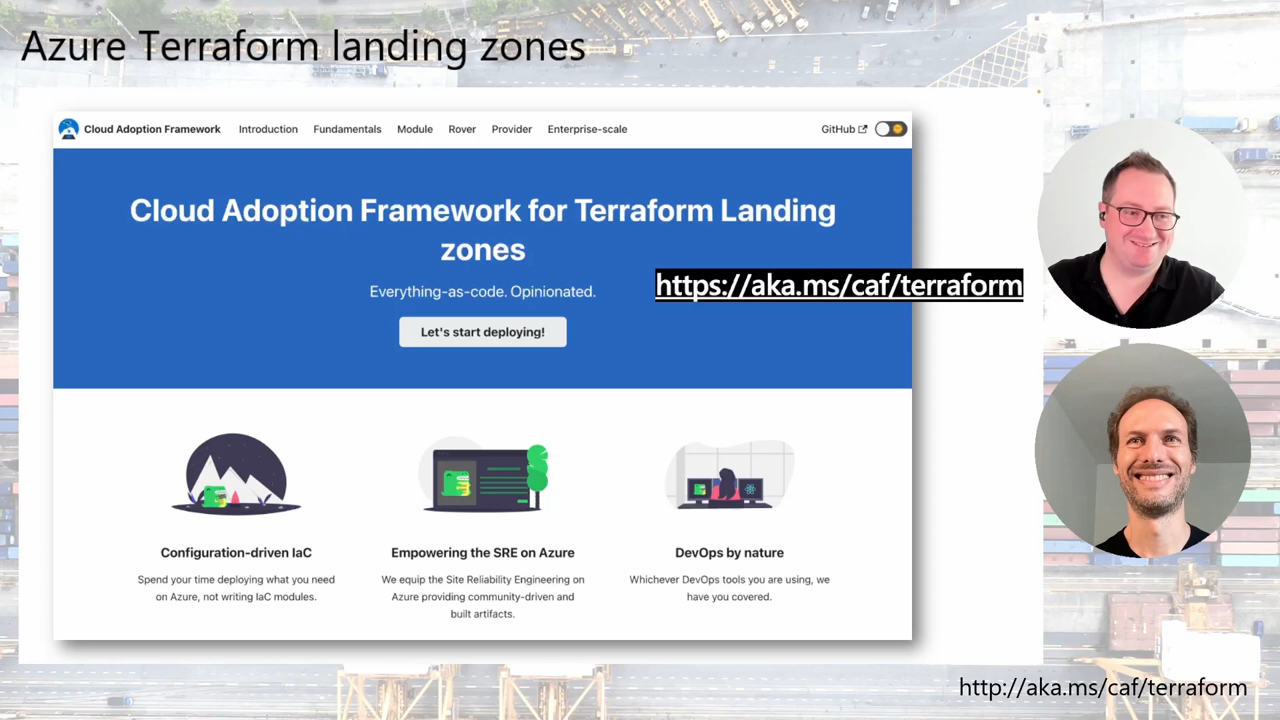 Azure Terraform landing zones
Cloud Adoption Framework Introduction Fundamentals Module Rover Provider Enterprise-scale GitHub
Cloud Adoption Framework for Terraform Landing
zones
Everything-as-code. Opinionated.
https://aka.ms/caf/terraform
Let's start deploying!
Configuration-driven IaC
Spend your time deploying what you need
on Azure, not writing IaC modules.
Empowering the SRE on Azure
We equip the Site Reliability Engineering on
Azure providing community-driven and
built artifacts.
DevOps by nature
Whichever DevOps tools you are using, we
have you covered.
http://aka.ms/caf/terraform